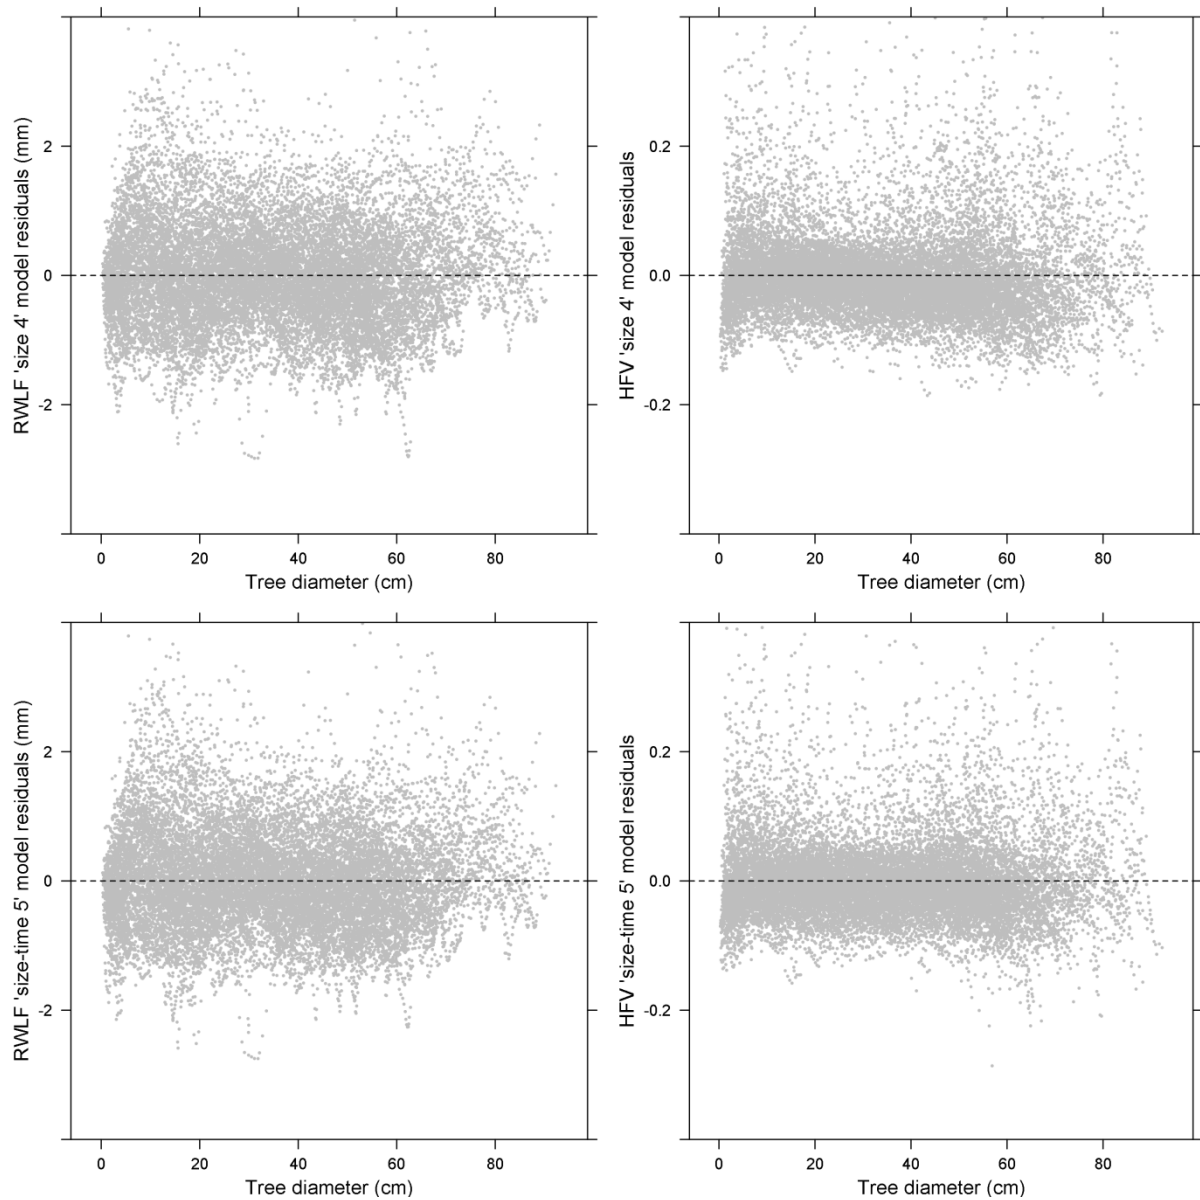 RWLF 'size 4' model residuals (mm)
2
0
-2
0 20 40 60 80
Tree diameter (cm)
HFV 'size 4' model residuals
0.2
0.0
-0.2
0 20 40 60 80
Tree diameter (cm)
RWLF 'size-time 5' model residuals (mm)
2
0
-2
0 20 40 60 80
Tree diameter (cm)
HFV 'size-time 5' model residuals
0.2
0.0
-0.2
0 20 40 60 80
Tree diameter (cm)